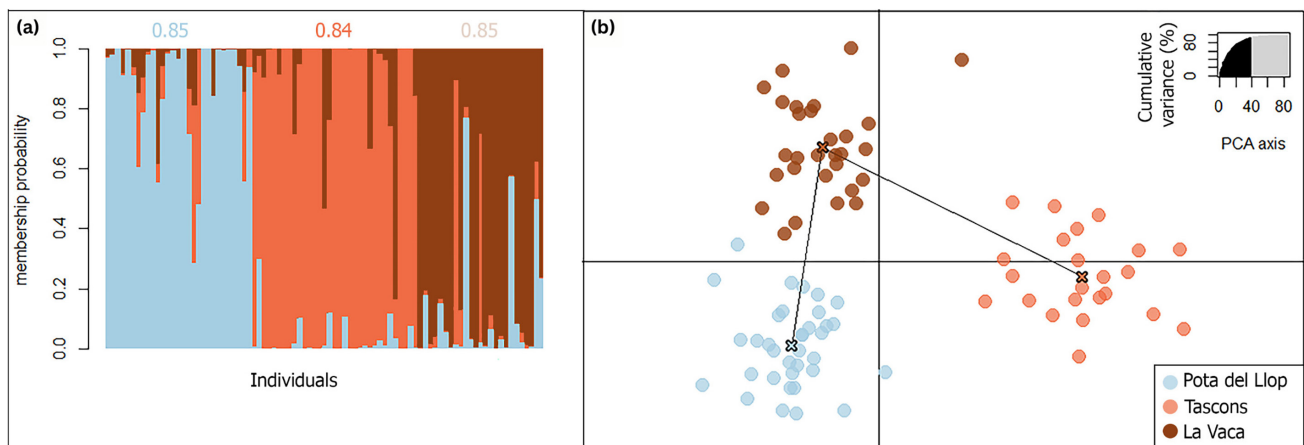 (a)
0.85 0.84 0.85
membership probability
1.0
0.8
0.6
0.4
0.2
0.0
Individuals
(b)
Cumulative
variance (%)
80
40
0
0 40 80
PCA axis
Pota del Llop
Tascons
La Vaca